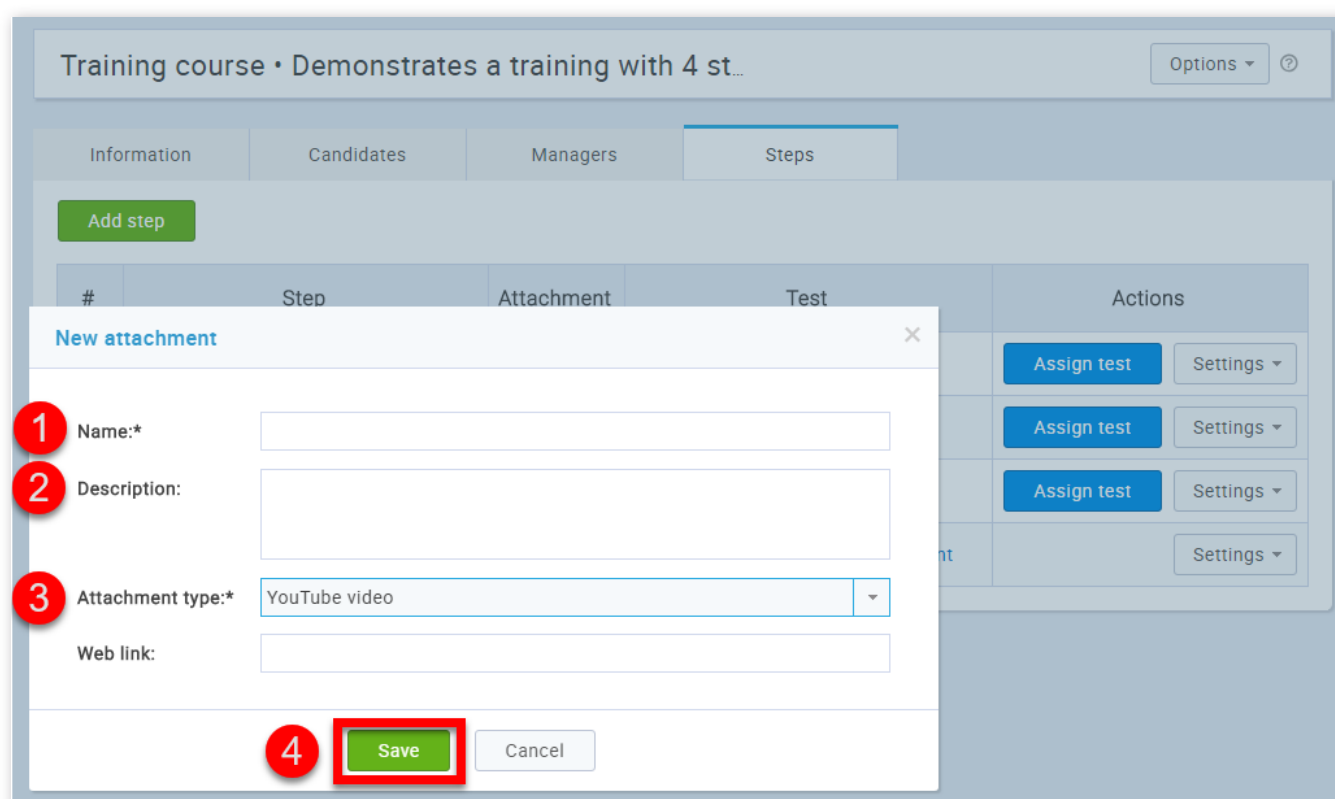 Training course • Demonstrates a training with 4 st...
Options
?
Information Candidates Managers Steps
Add step
# Step Attachment Test Actions
New attachment
Assign test Settings
1 Name:*
Assign test Settings
2 Description:
Assign test Settings
nt Settings
3 Attachment type:* YouTube video
Web link:
4 Save Cancel